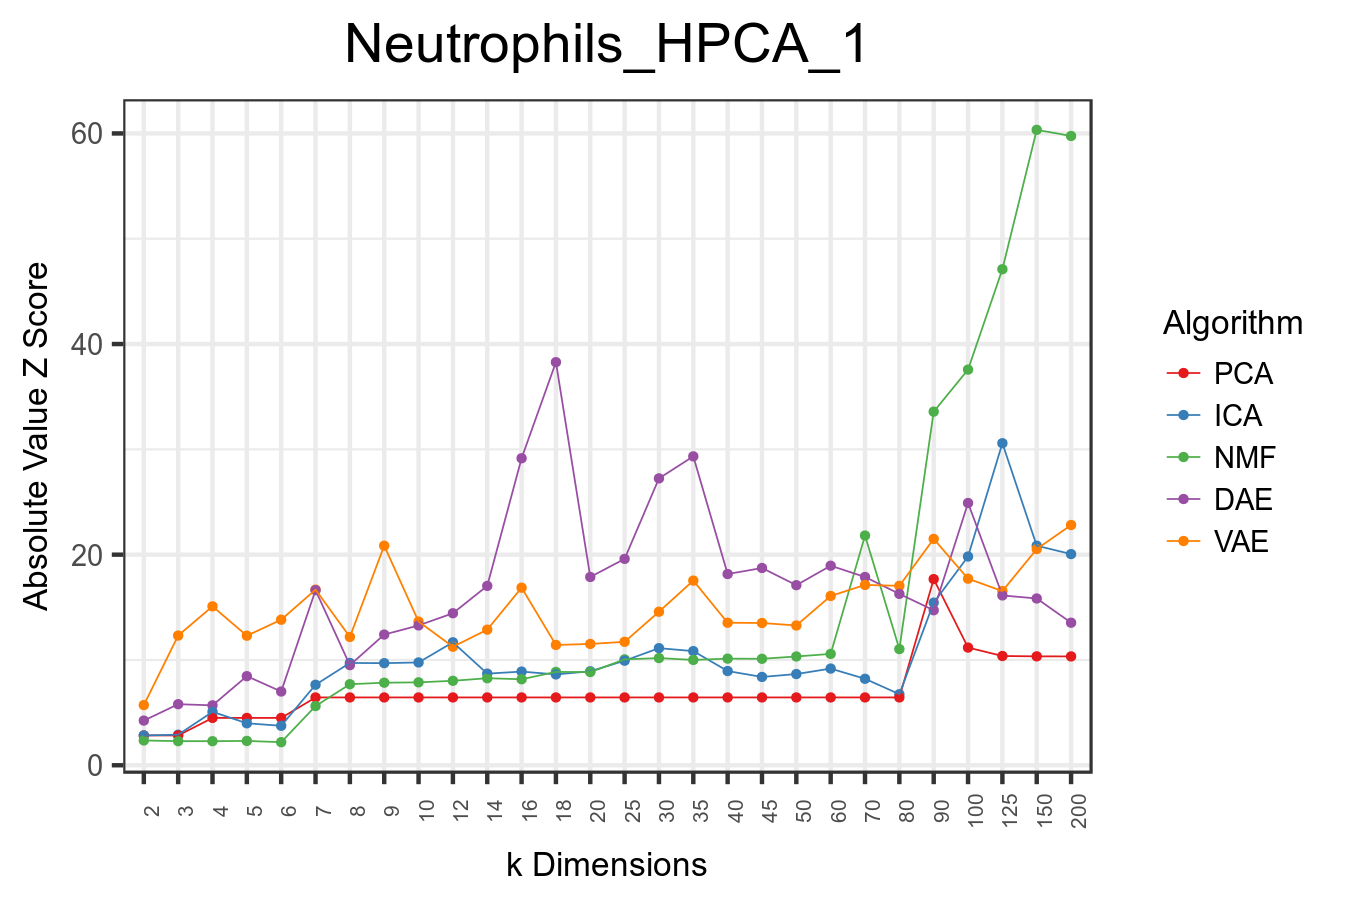 Neutrophils_HPCA_1
Absolute Value Z Score
60
40
20
0
2 3 4 5 6 7 8 9 10 12 14 16 18 20 25 30 35 40 45 50 60 70 80 90 100 125 150 200
k Dimensions
Algorithm
PCA
ICA
NMF
DAE
VAE